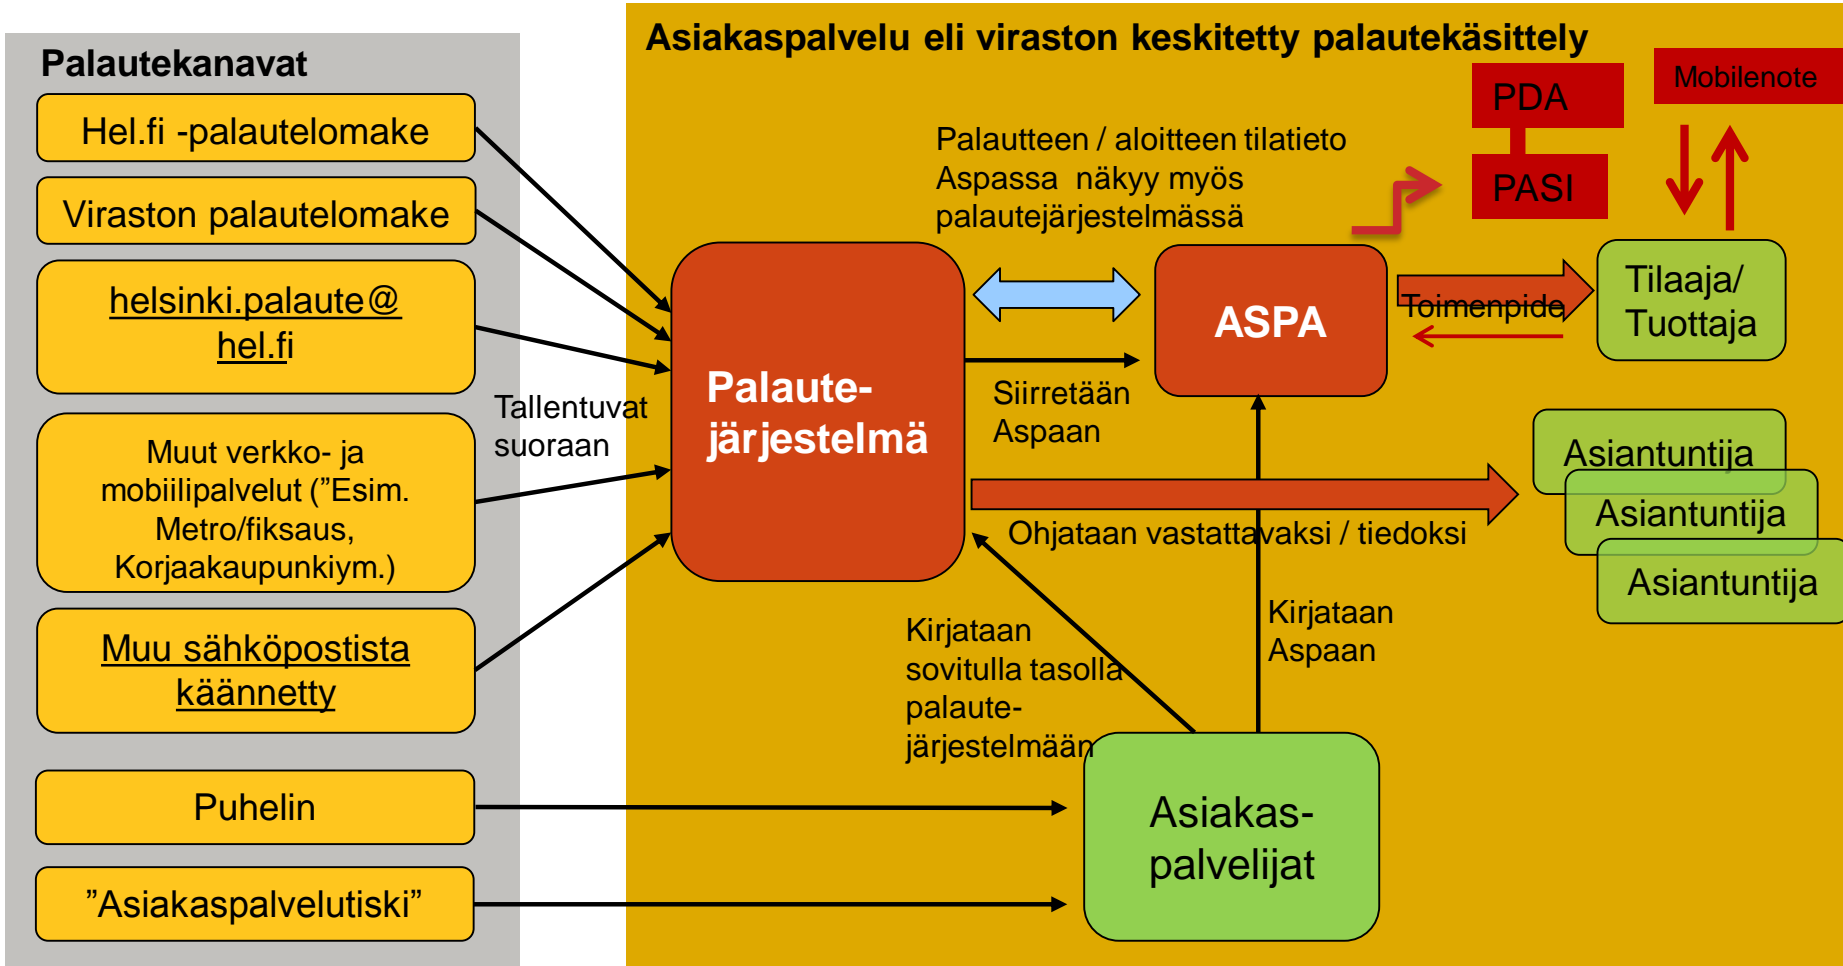 Asiakaspalvelu eli viraston keskitetty palautekäsittely
Palautekanavat
Hel.fi -palautelomake
Viraston palautelomake
helsinki.palaute@
hel.fi
Muut verkko- ja
mobiilipalvelut (”Esim.
Metro/fiksaus,
Korjaakaupunkiym.)
Muu sähköpostista
käännetty
Puhelin
”Asiakaspalvelutiski”
Tallentuvat
suoraan
Palaute-
järjestelmä
Palautteen / aloitteen tilatieto
Aspassa näkyy myös
palautejärjestelmässä
Siirretään
Aspaan
ASPA
PDA
PASI
Mobilenote
Toimenpide
Tilaaja/
Tuottaja
Ohjataan vastattavaksi / tiedoksi
Asiantuntija
Asiantuntija
Asiantuntija
Kirjataan
sovitulla tasolla
palaute-
järjestelmään
Kirjataan
Aspaan
Asiakas-
palvelijat